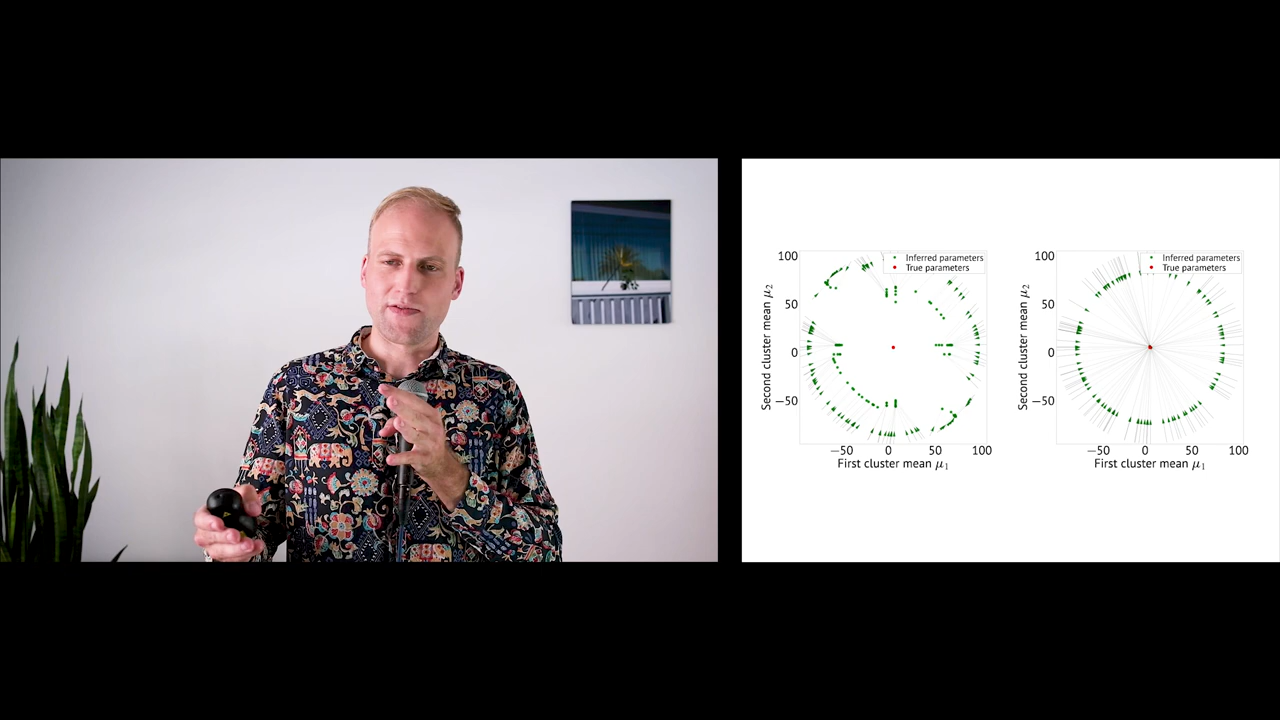 100
50
0
−50
Second cluster mean μ₂
Inferred parameters
True parameters
−50
0
50
100
First cluster mean μ₁
100
50
0
−50
Second cluster mean μ₂
Inferred parameters
True parameters
−50
0
50
100
First cluster mean μ₁